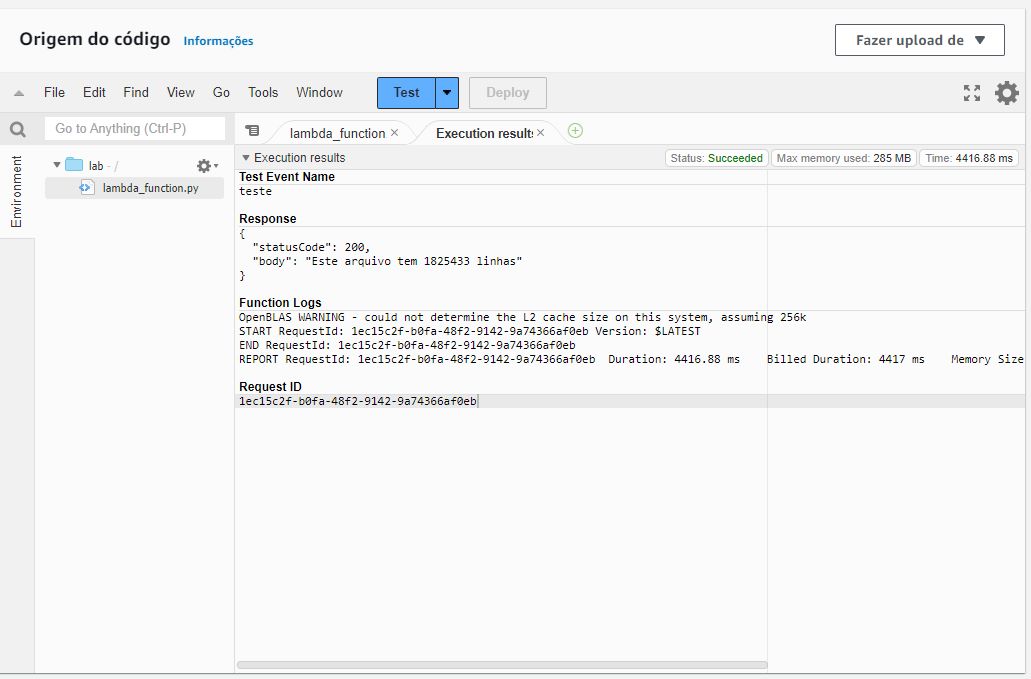 Origem do código Informações
Fazer upload de
File Edit Find View Go Tools Window Test Deploy
Go to Anything (Ctrl-P)
lambda_function Execution results
Environment
lab - /
lambda_function.py
Execution results Status: Succeeded Max memory used: 285 MB Time: 4416.88 ms
Test Event Name
teste
Response
{
"statusCode": 200,
"body": "Este arquivo tem 1825433 linhas"
}
Function Logs
OpenBLAS WARNING - could not determine the L2 cache size on this system, assuming 256k
START RequestId: 1ec15c2f-b0fa-48f2-9142-9a74366af0eb Version: $LATEST
END RequestId: 1ec15c2f-b0fa-48f2-9142-9a74366af0eb
REPORT RequestId: 1ec15c2f-b0fa-48f2-9142-9a74366af0eb Duration: 4416.88 ms Billed Duration: 4417 ms Memory Size
Request ID
1ec15c2f-b0fa-48f2-9142-9a74366af0eb